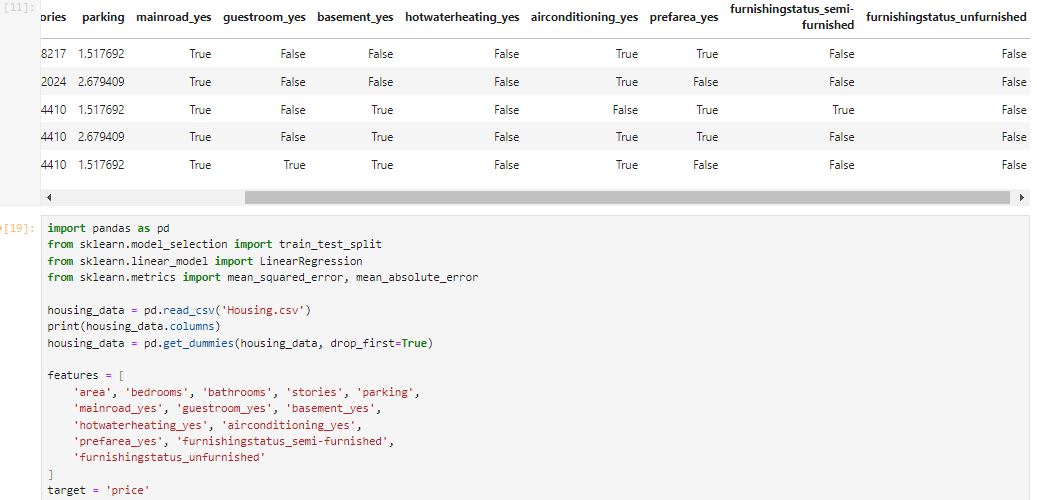 [11]:
ories parking mainroad_yes guestroom_yes basement_yes hotwaterheating_yes airconditioning_yes prefarea_yes furnishingstatus_semi-furnished furnishingstatus_unfurnished
8217 1.517692 True False False False True True False False
2024 2.679409 True False False False True False False False
4410 1.517692 True False True False False True True False
4410 2.679409 True False True False True True False False
4410 1.517692 True True True False True False False False
[19]:
import pandas as pd
from sklearn.model_selection import train_test_split
from sklearn.linear_model import LinearRegression
from sklearn.metrics import mean_squared_error, mean_absolute_error
housing_data = pd.read_csv('Housing.csv')
print(housing_data.columns)
housing_data = pd.get_dummies(housing_data, drop_first=True)
features = [
'area', 'bedrooms', 'bathrooms', 'stories', 'parking',
'mainroad_yes', 'guestroom_yes', 'basement_yes',
'hotwaterheating_yes', 'airconditioning_yes',
'prefarea_yes', 'furnishingstatus_semi-furnished',
'furnishingstatus_unfurnished'
]
target = 'price'